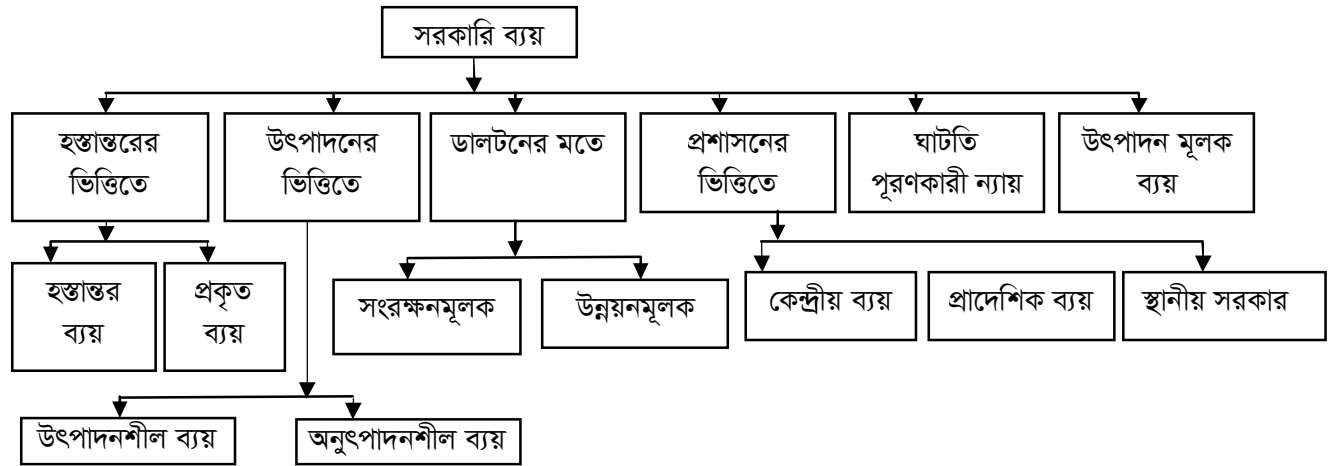 সরকারি ব্যয়
হস্তান্তরের
ভিত্তিতে
উৎপাদনের
ভিত্তিতে
ডালটনের মতে
প্রশাসনের
ভিত্তিতে
ঘাটতি
পূরণকারী ন্যায়
উৎপাদন মূলক
ব্যয়
হস্তান্তর
ব্যয়
প্রকৃত
ব্যয়
সংরক্ষনমূলক
উন্নয়নমূলক
কেন্দ্রীয় ব্যয়
প্রাদেশিক ব্যয়
স্থানীয় সরকার
উৎপাদনশীল ব্যয়
অনুৎপাদনশীল ব্যয়